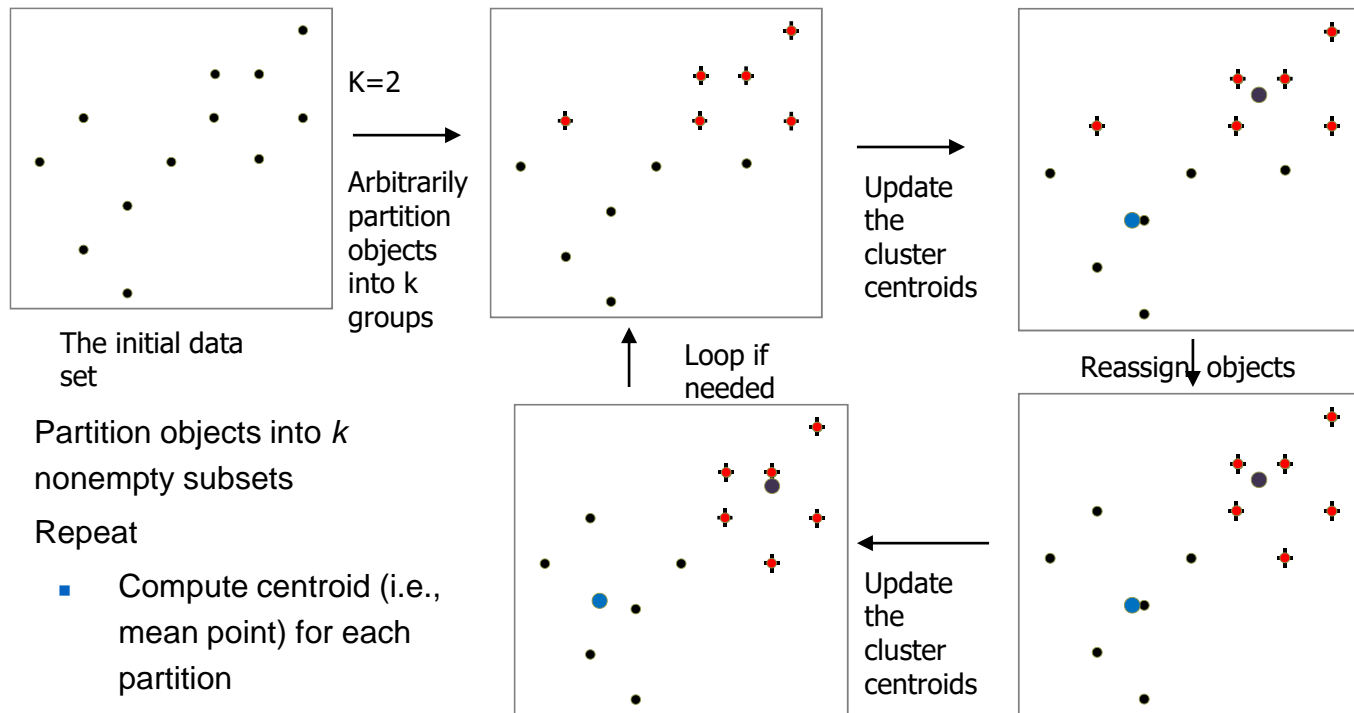 K=2
Arbitrarily
partition
objects
into k
groups
Update
the
cluster
centroids
The initial data
set
Loop if
needed
Reassign objects
Partition objects into k
nonempty subsets
Repeat
■ Compute centroid (i.e.,
mean point) for each
partition
Update
the
cluster
centroids